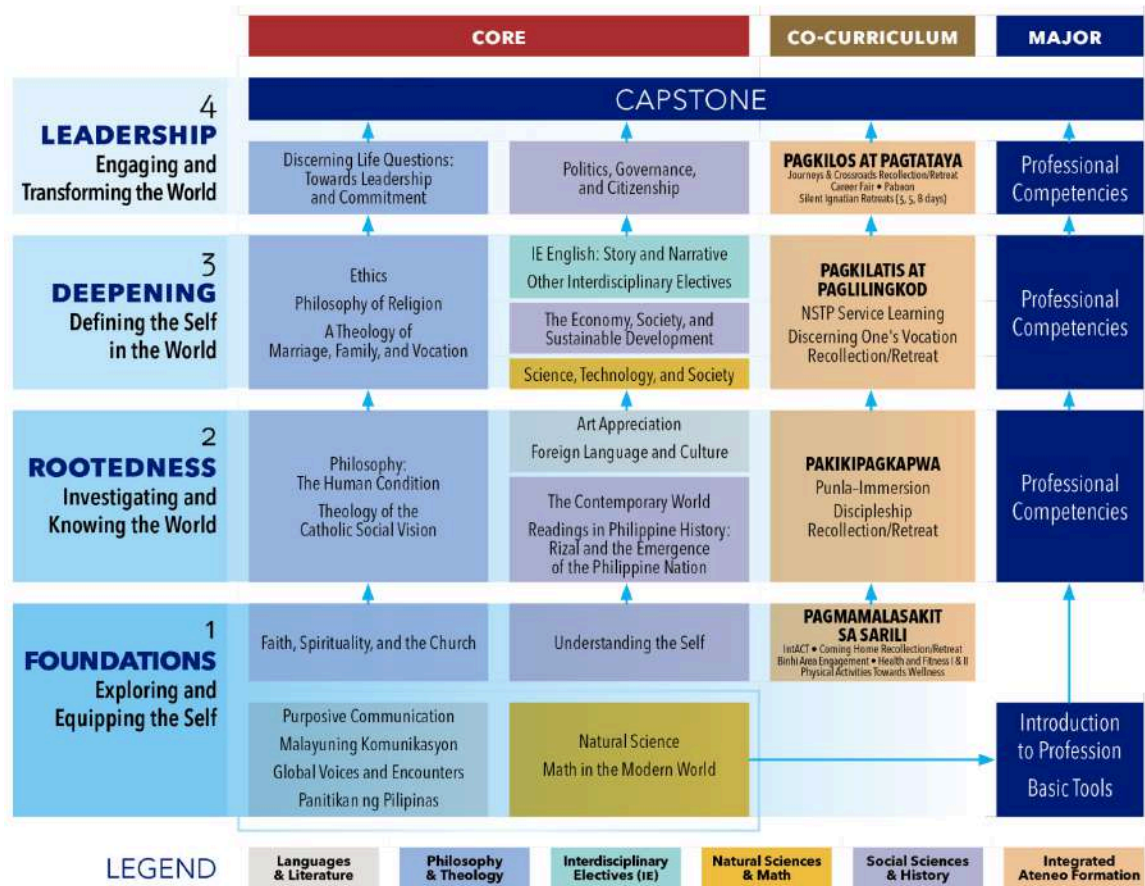 CORE
CO-CURRICULUM
MAJOR
4
LEADERSHIP
Engaging and
Transforming the World
CAPSTONE
Discerning Life Questions:
Towards Leadership
and Commitment
Politics, Governance,
and Citizenship
PAGKILOS AT PAGTATAYA
Journeys & Crossroads Recollection/Retreat
Career Fair • Pabaon
Silent Ignatian Retreats (3, 5, 8 days)
Professional
Competencies
3
DEEPENING
Defining the Self
in the World
Ethics
Philosophy of Religion
A Theology of
Marriage, Family, and Vocation
IE English: Story and Narrative
Other Interdisciplinary Electives
The Economy, Society, and
Sustainable Development
Science, Technology, and Society
PAGKILATIS AT
PAGLILINGKOD
NSTP Service Learning
Discerning One's Vocation
Recollection/Retreat
Professional
Competencies
2
ROOTEDNESS
Investigating and
Knowing the World
Philosophy:
The Human Condition
Theology of the
Catholic Social Vision
Art Appreciation
Foreign Language and Culture
The Contemporary World
Readings in Philippine History:
Rizal and the Emergence
of the Philippine Nation
PAKIKIPAGKAPWA
Punla-Immersion
Discipleship
Recollection/Retreat
Professional
Competencies
1
FOUNDATIONS
Exploring and
Equipping the Self
Faith, Spirituality, and the Church
Understanding the Self
PAGMAMALASAKIT
SA SARILI
IntACT • Coming Home Recollection/Retreat
Binhi Area Engagement • Health and Fitness I & II
Physical Activities Towards Wellness
Purposive Communication
Malayuning Komunikasyon
Global Voices and Encounters
Panitikan ng Pilipinas
Natural Science
Math in the Modern World
Introduction
to Profession
Basic Tools
LEGEND
Languages
& Literature
Philosophy
& Theology
Interdisciplinary
Electives (IE)
Natural Sciences
& Math
Social Sciences
& History
Integrated
Ateneo Formation